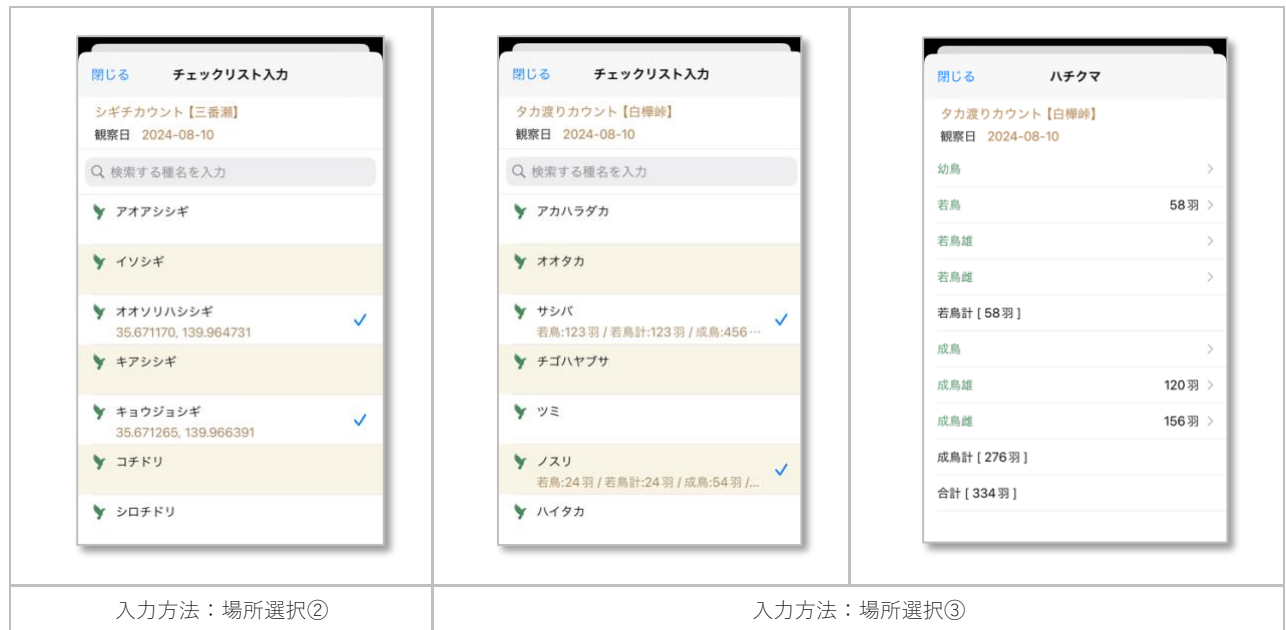 閉じる チェックリスト入力
シギチカウント【三番瀬】
観察日 2024-08-10
検索する種名を入力
アオアシシギ
イソシギ
オオソリハシシギ
35.671170, 139.964731
キアシシギ
キョウジョシギ
35.671265, 139.966391
コチドリ
シロチドリ
閉じる チェックリスト入力
タカ渡りカウント【白樺峠】
観察日 2024-08-10
検索する種名を入力
アカハラダカ
オオタカ
サシバ
若鳥:123羽 / 若鳥計:123羽 / 成鳥:456…
チゴハヤブサ
ツミ
ノスリ
若鳥:24羽 / 若鳥計:24羽 / 成鳥:54羽 /...
ハイタカ
閉じる ハチクマ
タカ渡りカウント【白樺峠】
観察日 2024-08-10
幼鳥
若鳥 58羽
若鳥雄
若鳥雌
若鳥計 [ 58羽 ]
成鳥
成鳥雄 120羽
成鳥雌 156羽
成鳥計 [ 276羽 ]
合計 [ 334羽 ]
入力方法：場所選択②
入力方法：場所選択③